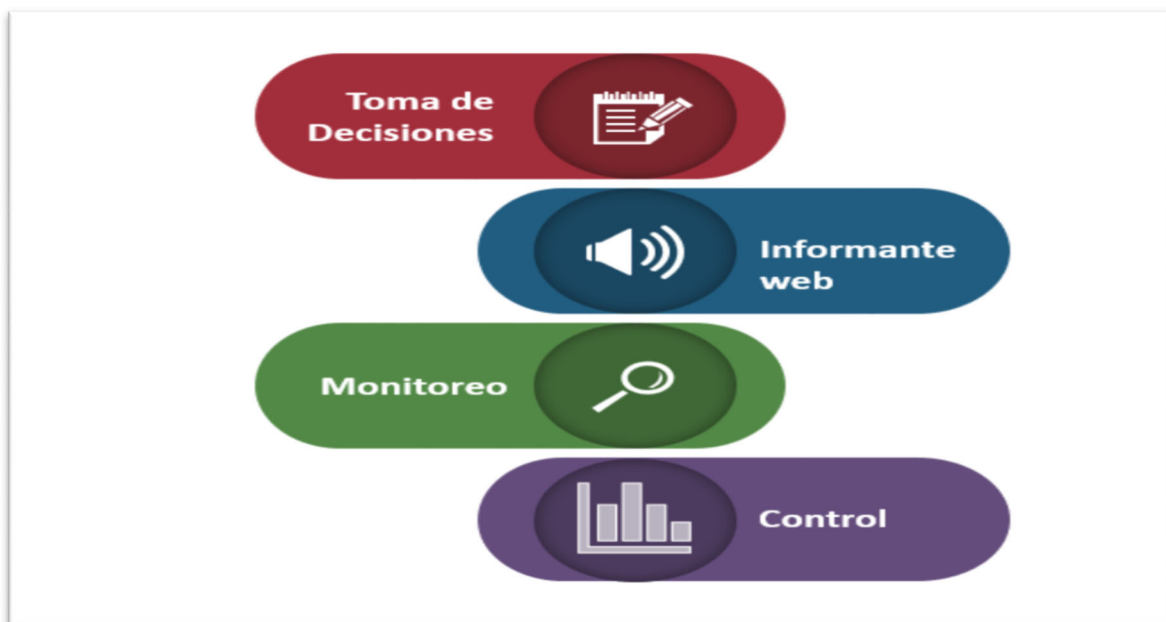 Toma de
Decisiones
Informante
web
Monitoreo
Control